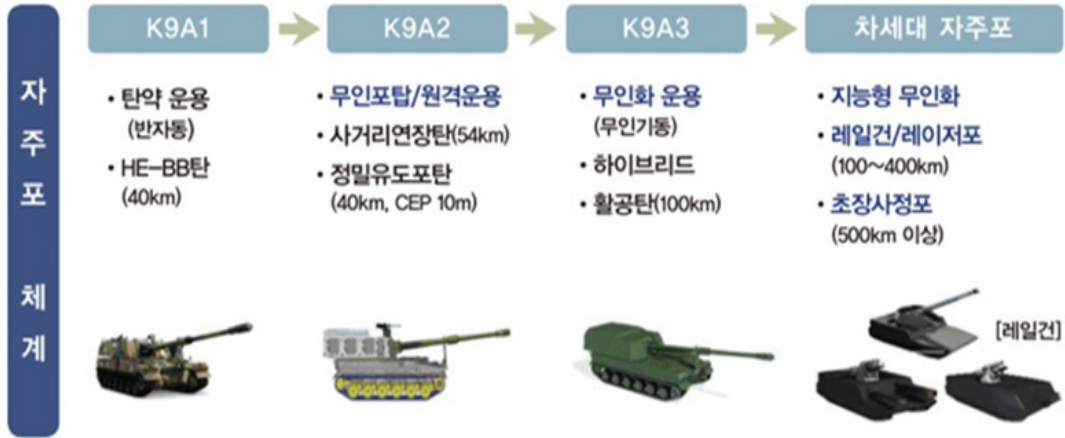 자주포 체계
K9A1
K9A2
K9A3
차세대 자주포
• 탄약 운용
(반자동)
• HE-BB탄
(40km)
• 무인포탑/원격운용
• 사거리연장탄(54km)
• 정밀유도포탄
(40km, CEP 10m)
• 무인화 운용
(무인기동)
• 하이브리드
• 활공탄(100km)
• 지능형 무인화
• 레일건/레이저포
(100~400km)
• 초장사정포
(500km 이상)
[레일건]